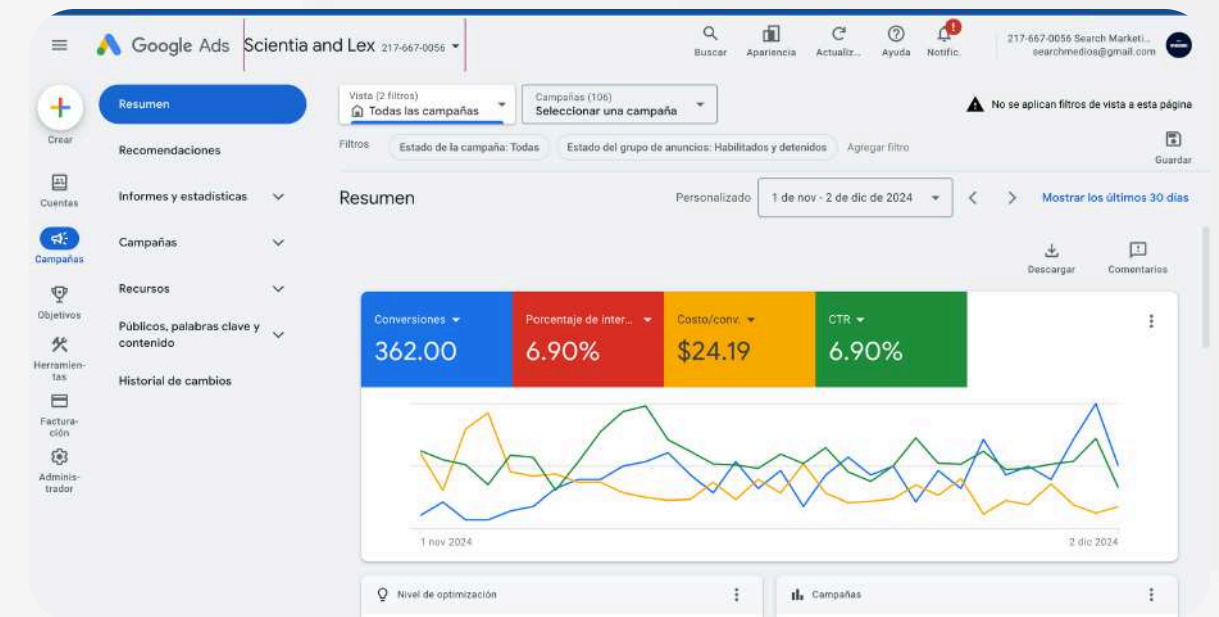 Google Ads
Scientia and Lex 217-667-0056
Buscar
Apariencia
Actualiz...
Ayuda
Notific.
217-667-0056 Search Marketi...
searchmedios@gmail.com
Crear
Cuentas
Campañas
Objetivos
Herramien-
tas
Factura-
ción
Adminis-
trador
Resumen
Recomendaciones
Informes y estadísticas
Campañas
Recursos
Públicos, palabras clave y
contenido
Historial de cambios
Vista (2 filtros)
Todas las campañas
Campañas (106)
Seleccionar una campaña
No se aplican filtros de vista a esta página
Filtros
Estado de la campaña: Todas
Estado del grupo de anuncios: Habilitados y detenidos
Agregar filtro
Guardar
Resumen
Personalizado
1 de nov - 2 de dic de 2024
Mostrar los últimos 30 días
Descargar
Comentarios
Conversiones
362.00
Porcentaje de inter...
6.90%
Costo/conv.
$24.19
CTR
6.90%
1 nov 2024
2 dic 2024
Nivel de optimización
Campañas